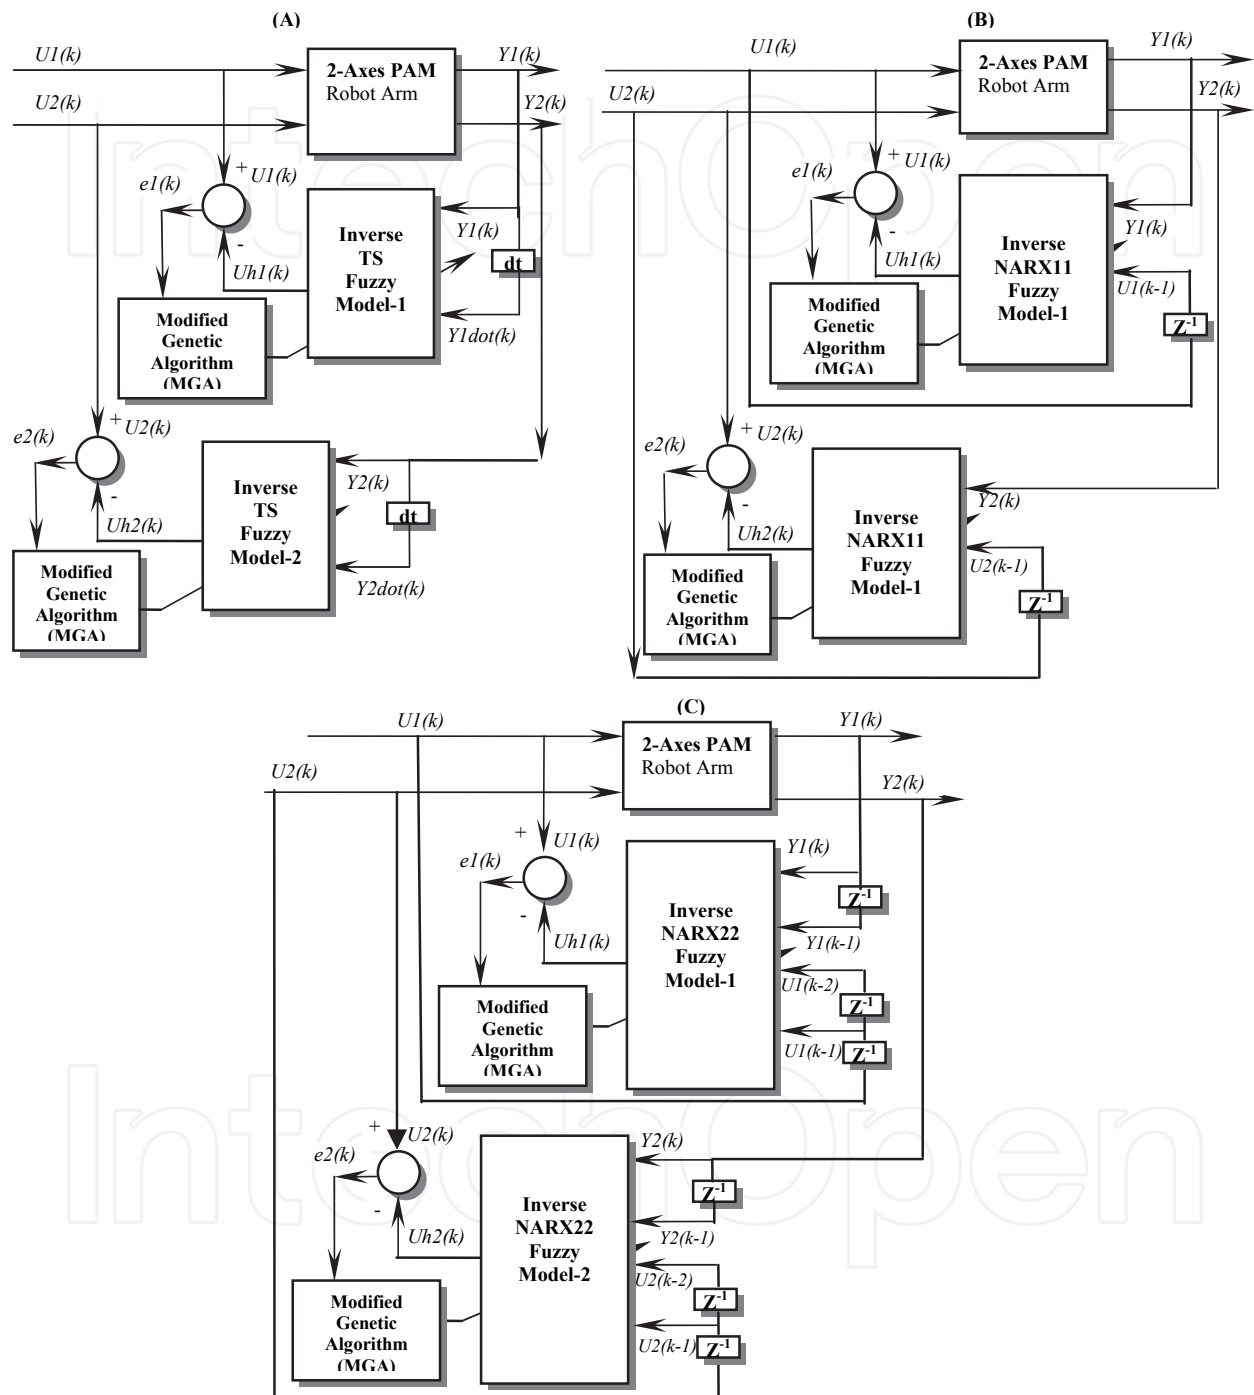 (A)
U1(k)
Y1(k)
2-Axes PAM
Robot Arm
U2(k)
Y2(k)
+
U1(k)
e1(k)
-
Uh1(k)
Inverse
TS
Fuzzy
Model-1
Y1(k)
dt
Y1dot(k)
Modified
Genetic
Algorithm
(MGA)
+
U2(k)
e2(k)
-
Uh2(k)
Inverse
TS
Fuzzy
Model-2
Y2(k)
dt
Y2dot(k)
Modified
Genetic
Algorithm
(MGA)
(B)
U1(k)
Y1(k)
2-Axes PAM
Robot Arm
U2(k)
Y2(k)
+
U1(k)
e1(k)
-
Uh1(k)
Inverse
NARX11
Fuzzy
Model-1
Y1(k)
U1(k-1)
Z-1
Modified
Genetic
Algorithm
(MGA)
+
U2(k)
e2(k)
-
Uh2(k)
Inverse
NARX11
Fuzzy
Model-1
Y2(k)
U2(k-1)
Z-1
Modified
Genetic
Algorithm
(MGA)
(C)
U1(k)
Y1(k)
2-Axes PAM
Robot Arm
U2(k)
Y2(k)
+
U1(k)
e1(k)
-
Uh1(k)
Inverse
NARX22
Fuzzy
Model-1
Y1(k)
Z-1
Y1(k-1)
U1(k-2)
Z-1
U1(k-1)
Z-1
Modified
Genetic
Algorithm
(MGA)
+
U2(k)
e2(k)
-
Uh2(k)
Inverse
NARX22
Fuzzy
Model-2
Y2(k)
Z-1
Y2(k-1)
U2(k-2)
Z-1
U2(k-1)
Z-1
Modified
Genetic
Algorithm
(MGA)
IntechOpen
IntechOpen